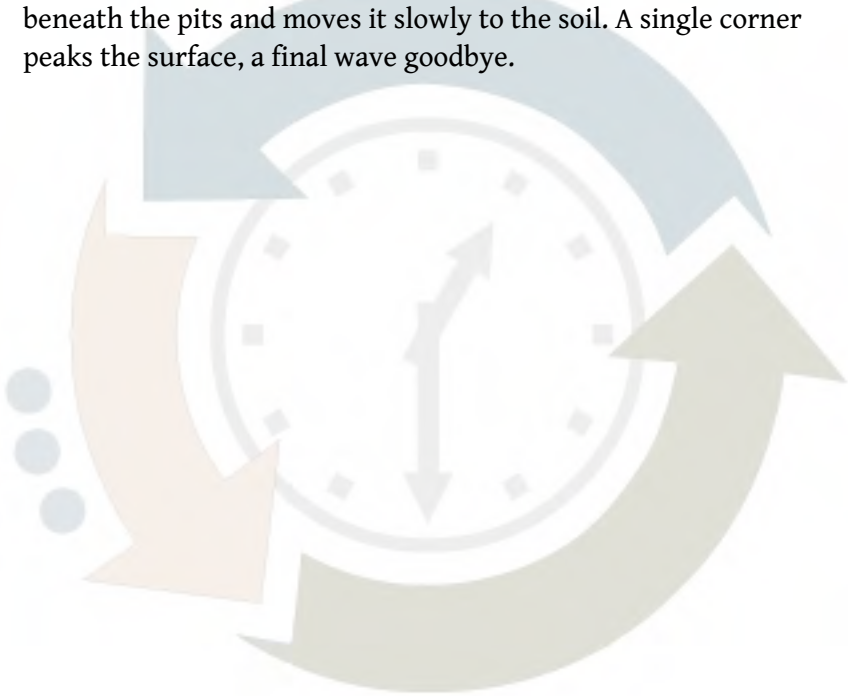 beneath the pits and moves it slowly to the soil. A single corner
peaks the surface, a final wave goodbye.